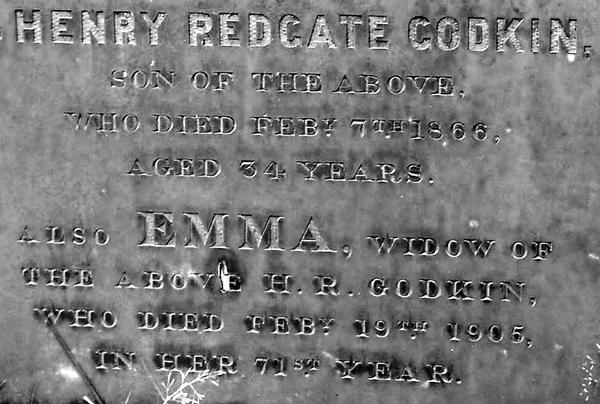 HENRY REDGATE GODKIN,
SON OF THE ABOVE,
WHO DIED FEBY 7TH 1866,
AGED 34 YEARS.
ALSO EMMA, WIDOW OF
THE ABOVE H. R. GODKIN,
WHO DIED FEBY 19TH 1905,
IN HER 71ST YEAR.